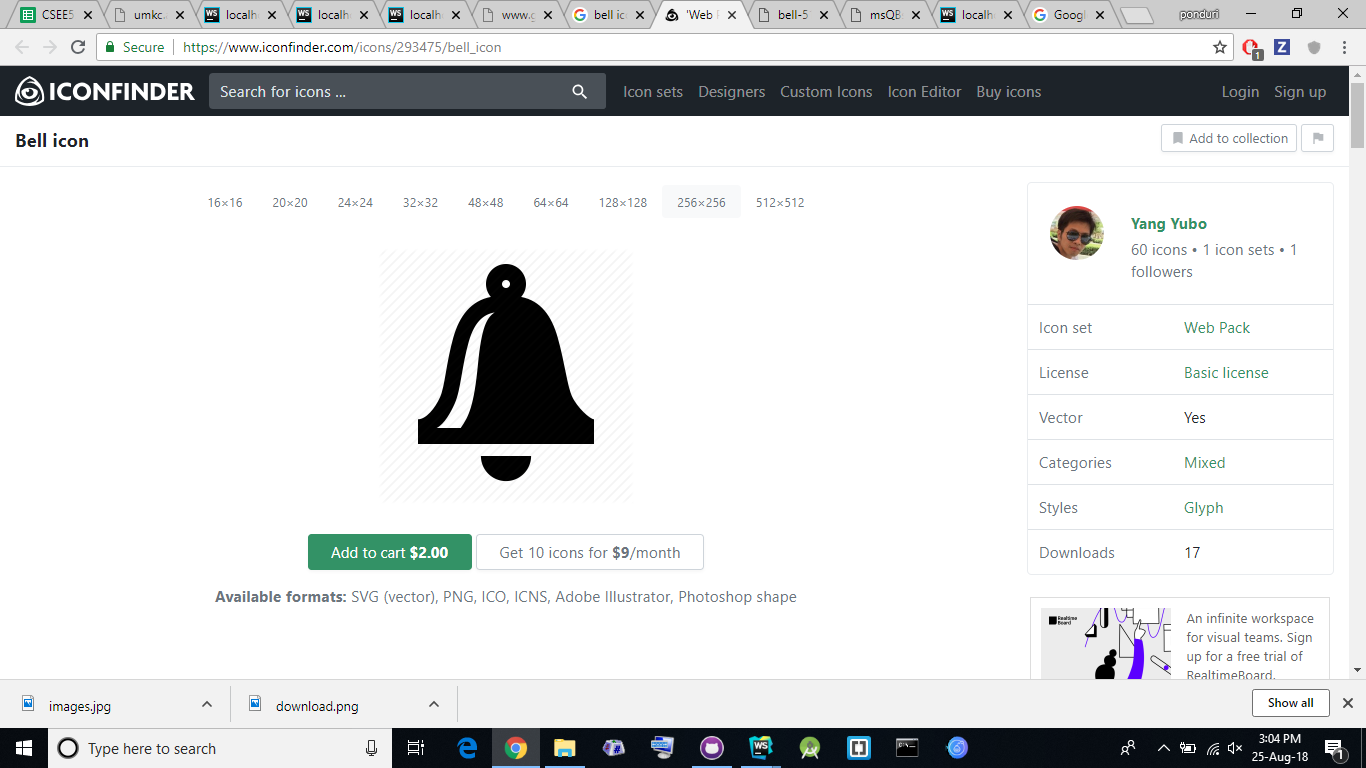 CSEE5
umkc.
localh
localh
localh
www.g
bell ic
'Web P
bell-5
msQB
localh
Googl
ponduri
Secure
https://www.iconfinder.com/icons/293475/bell_icon
1
ICONFINDER
Search for icons ...
Icon sets Designers Custom Icons Icon Editor Buy icons
Login Sign up
Bell icon
Add to collection
16×16 20×20 24×24 32×32 48×48 64×64 128×128 256×256 512×512
Yang Yubo
60 icons • 1 icon sets • 1
followers
Icon set Web Pack
License Basic license
Vector Yes
Categories Mixed
Styles Glyph
Downloads 17
Add to cart $2.00
Get 10 icons for $9/month
Available formats: SVG (vector), PNG, ICO, ICNS, Adobe Illustrator, Photoshop shape
Realtime
Board
An infinite workspace
for visual teams. Sign
up for a free trial of
RealtimeBoard.
images.jpg
download.png
Show all
Type here to search
WS
3:04 PM
25-Aug-18
1